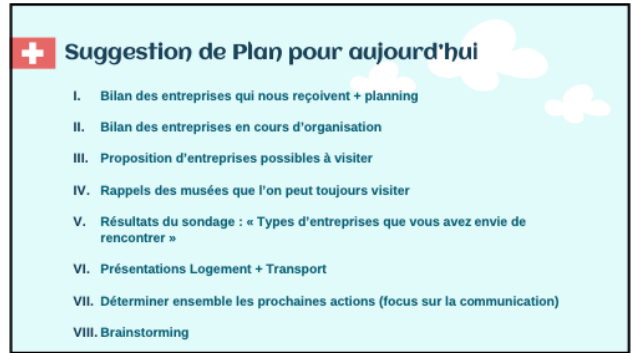 Suggestion de Plan pour aujourd'hui
I. Bilan des entreprises qui nous reçoivent + planning
II. Bilan des entreprises en cours d'organisation
III. Proposition d'entreprises possibles à visiter
IV. Rappels des musées que l'on peut toujours visiter
V. Résultats du sondage : « Types d'entreprises que vous avez envie de
rencontrer »
VI. Présentations Logement + Transport
VII. Déterminer ensemble les prochaines actions (focus sur la communication)
VIII. Brainstorming